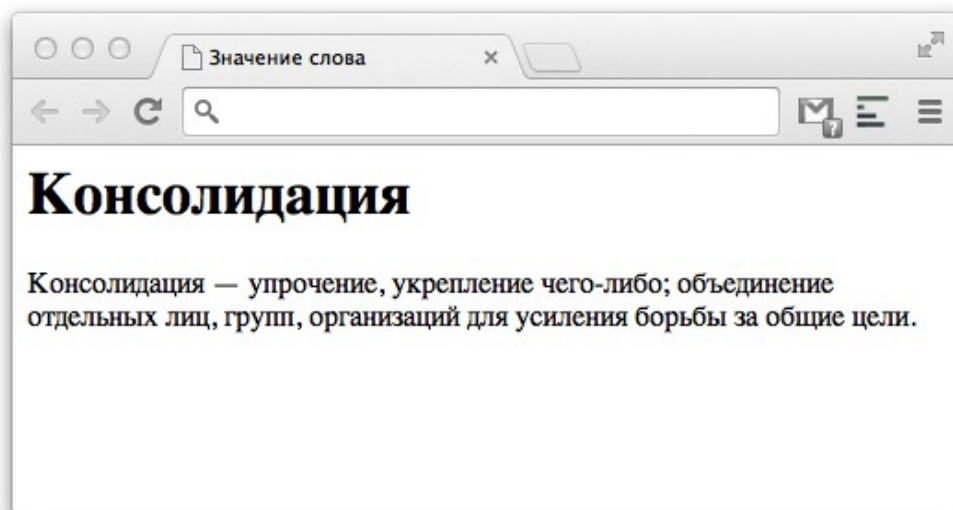 Значение слова
Консолидация
Консолидация — упрочение, укрепление чего-либо; объединение
отдельных лиц, групп, организаций для усиления борьбы за общие цели.